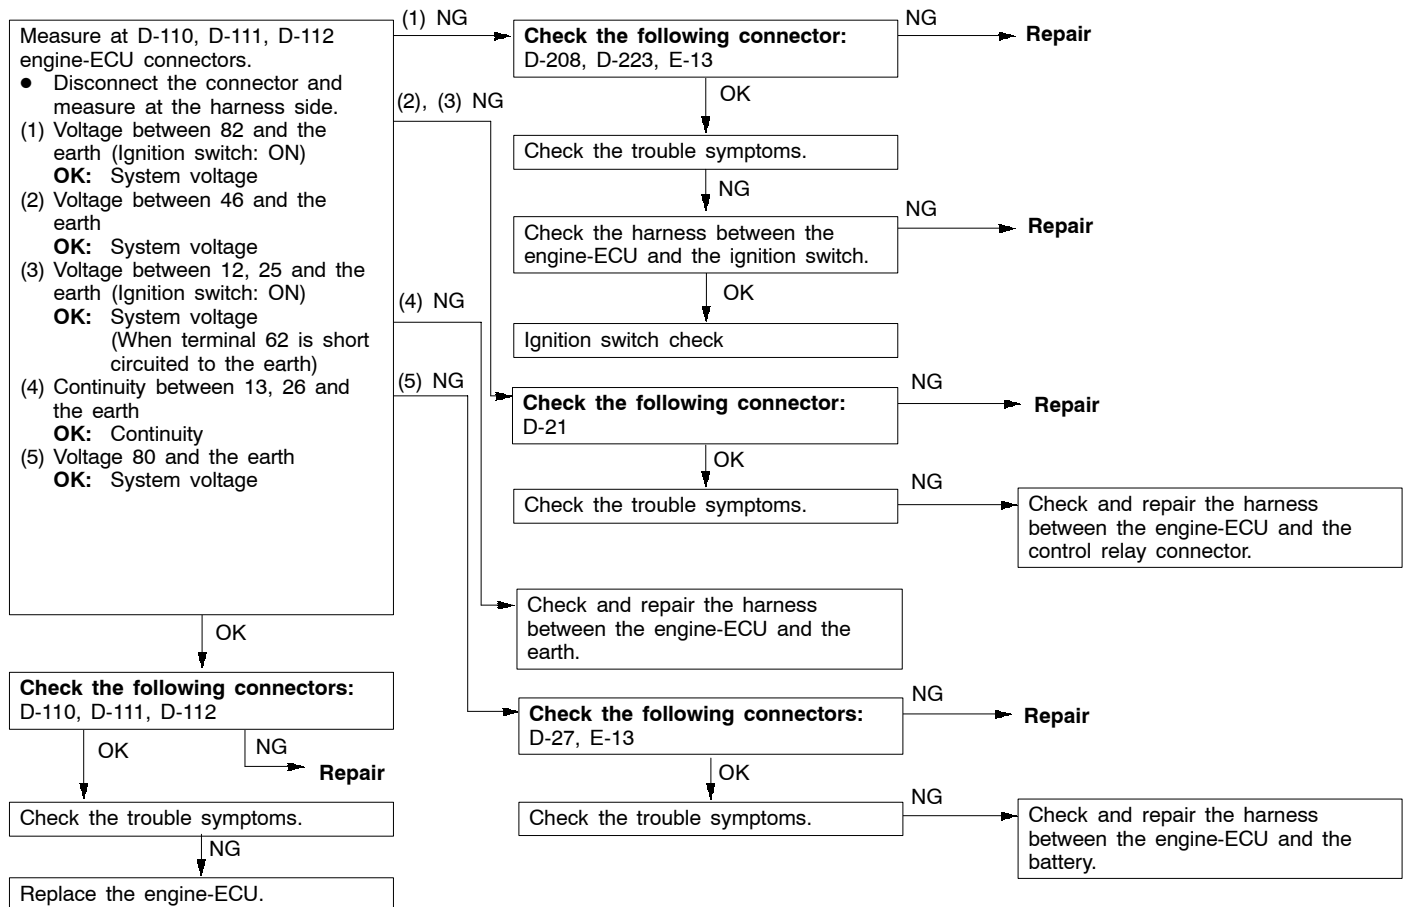 Measure at D-110, D-111, D-112
engine-ECU connectors.
● Disconnect the connector and
measure at the harness side.
(1) Voltage between 82 and the
earth (Ignition switch: ON)
OK: System voltage
(2) Voltage between 46 and the
earth
OK: System voltage
(3) Voltage between 12, 25 and the
earth (Ignition switch: ON)
OK: System voltage
(When terminal 62 is short
circuited to the earth)
(4) Continuity between 13, 26 and
the earth
OK: Continuity
(5) Voltage 80 and the earth
OK: System voltage
(1) NG
Check the following connector:
D-208, D-223, E-13
NG
Repair
OK
Check the trouble symptoms.
NG
Check the harness between the
engine-ECU and the ignition switch.
NG
Repair
OK
Ignition switch check
(2), (3) NG
Check the following connector:
D-21
NG
Repair
OK
Check the trouble symptoms.
NG
Check and repair the harness
between the engine-ECU and the
control relay connector.
(4) NG
Check and repair the harness
between the engine-ECU and the
earth.
(5) NG
Check the following connectors:
D-27, E-13
NG
Repair
OK
Check the trouble symptoms.
NG
Check and repair the harness
between the engine-ECU and the
battery.
OK
Check the following connectors:
D-110, D-111, D-112
OK
NG
Repair
Check the trouble symptoms.
NG
Replace the engine-ECU.